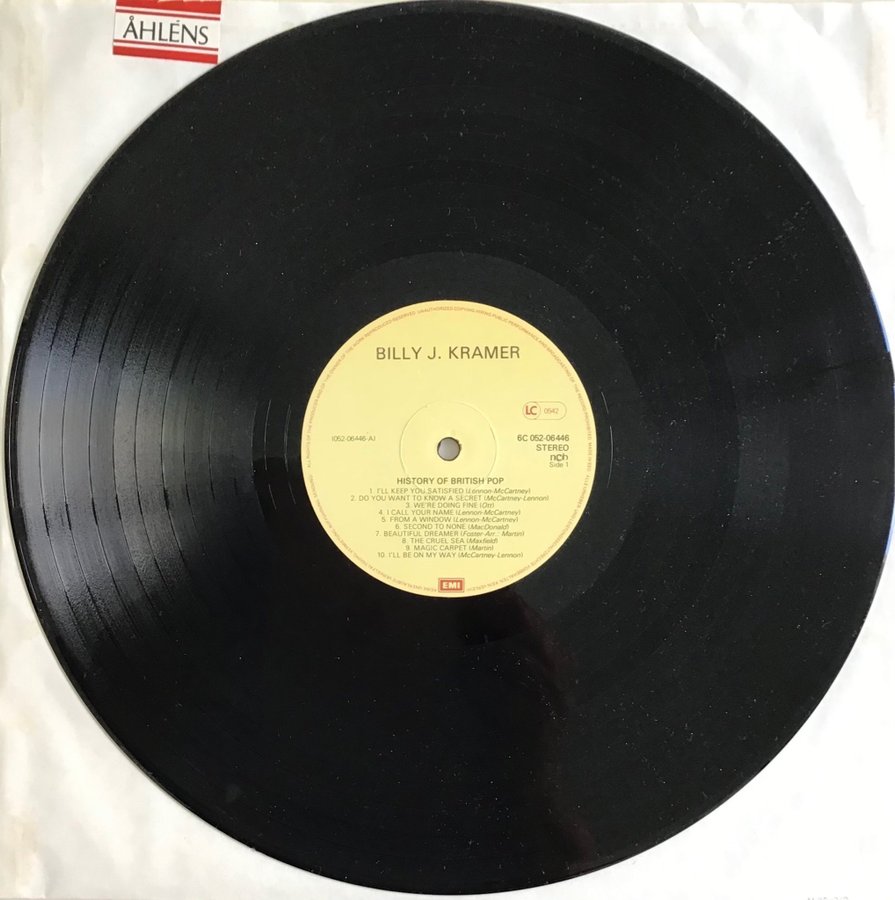 ÅHLÉNS
BILLY J. KRAMER
LC 0542
(052-06446-A)
6C 052-06446
STEREO
ncb
Side 1
HISTORY OF BRITISH POP
1. I'LL KEEP YOU SATISFIED (Lennon-McCartney)
2. DO YOU WANT TO KNOW A SECRET (McCartney-Lennon)
3. WE'RE DOING FINE (Orr)
4. I CALL YOUR NAME (Lennon-McCartney)
5. FROM A WINDOW (Lennon-McCartney)
6. SECOND TO NONE (MacDonald)
7. BEAUTIFUL DREAMER (Foster-Arr.: Martin)
8. THE CRUEL SEA (Maxfield)
9. MAGIC CARPET (Martin)
10. I'LL BE ON MY WAY (McCartney-Lennon)
EMI